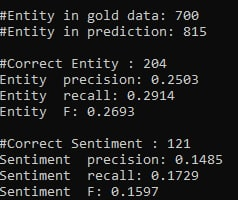 #Entity in gold data: 700
#Entity in prediction: 815
#Correct Entity : 204
Entity  precision: 0.2503
Entity  recall: 0.2914
Entity  F: 0.2693
#Correct Sentiment : 121
Sentiment  precision: 0.1485
Sentiment  recall: 0.1729
Sentiment  F: 0.1597